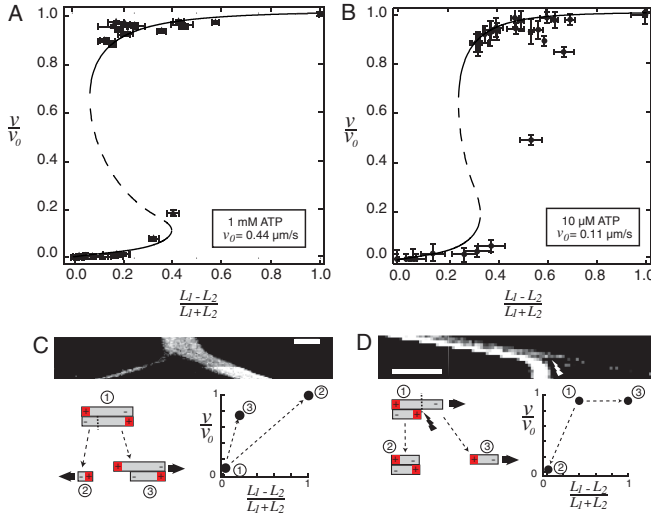 A
v
v₀
1.0
0.8
0.6
0.4
0.2
0.0
1 mM ATP
v₀= 0.44 µm/s
0 0.2 0.4 0.6 0.8 1.0
L₁ - L₂
L₁+ L₂
B
v
v₀
1.0
0.8
0.6
0.4
0.2
0.0
10 µM ATP
v₀= 0.11 µm/s
0.0 0.2 0.4 0.6 0.8 1.0
L₁ - L₂
L₁+ L₂
C
①
+ -
- +
- +
②
+ -
- +
③
v
v₀
1
0
②
③
①
0 1
L₁ - L₂
L₁+ L₂
D
①
+ -
- +
②
+ -
- +
③
+ -
v
v₀
1
0
①
③
②
0 1
L₁ - L₂
L₁+ L₂